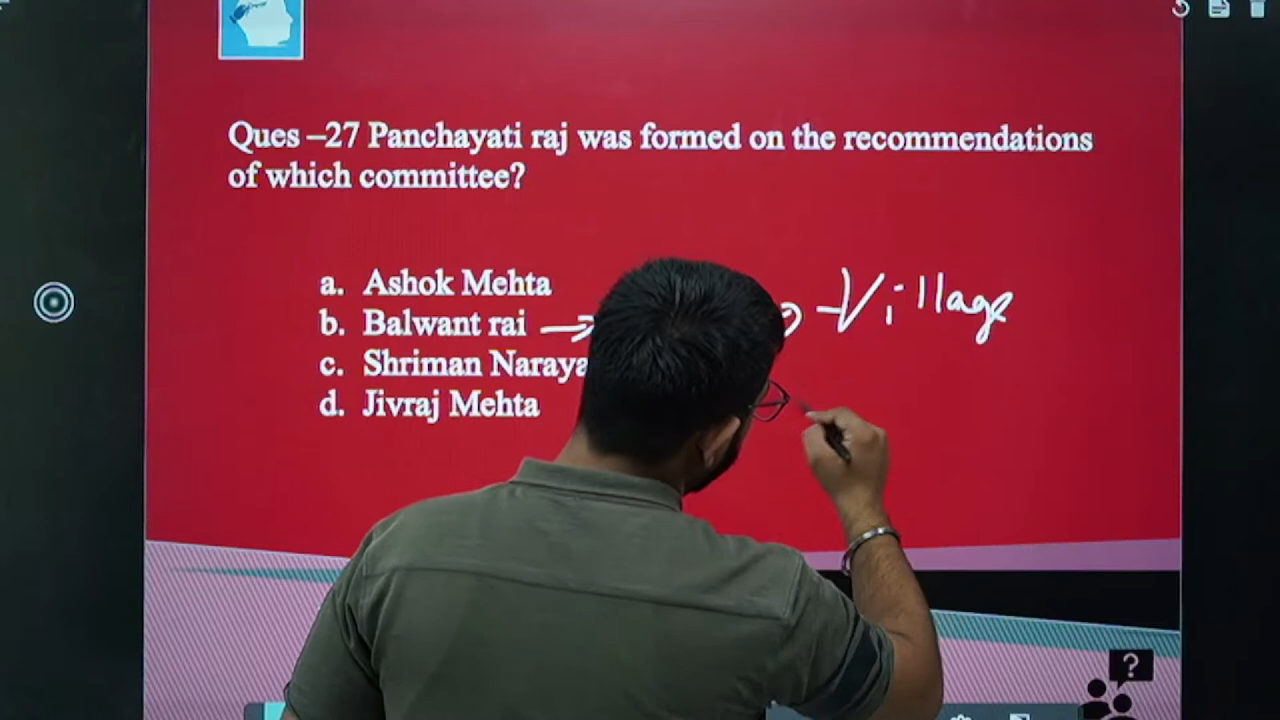 Ques –27 Panchayati raj was formed on the recommendations
of which committee?
a. Ashok Mehta
b. Balwant rai
Village
c. Shriman
d. Jivraj Mehta
?